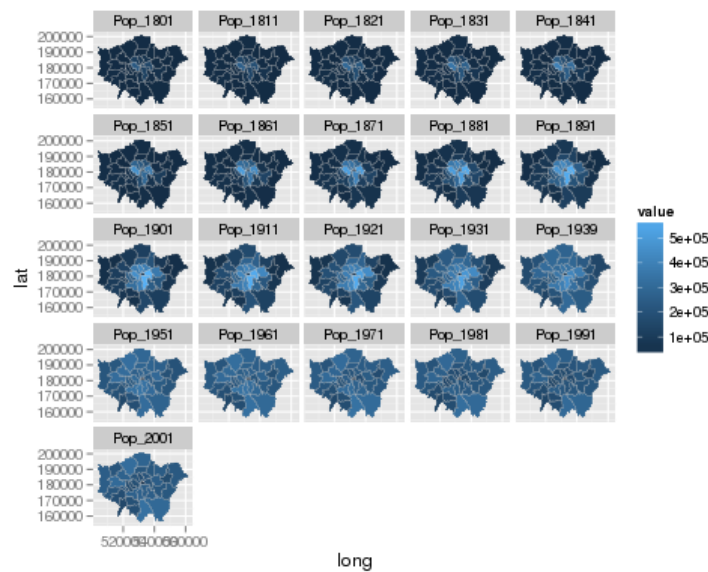 Pop_1801 Pop_1811 Pop_1821 Pop_1831 Pop_1841
200000
190000
180000
170000
160000
Pop_1851 Pop_1861 Pop_1871 Pop_1881 Pop_1891
200000
190000
180000
170000
160000
value
5e+05
4e+05
3e+05
2e+05
1e+05
Pop_1901 Pop_1911 Pop_1921 Pop_1931 Pop_1939
200000
190000
180000
170000
160000
lat
Pop_1951 Pop_1961 Pop_1971 Pop_1981 Pop_1991
200000
190000
180000
170000
160000
Pop_2001
200000
190000
180000
170000
160000
long